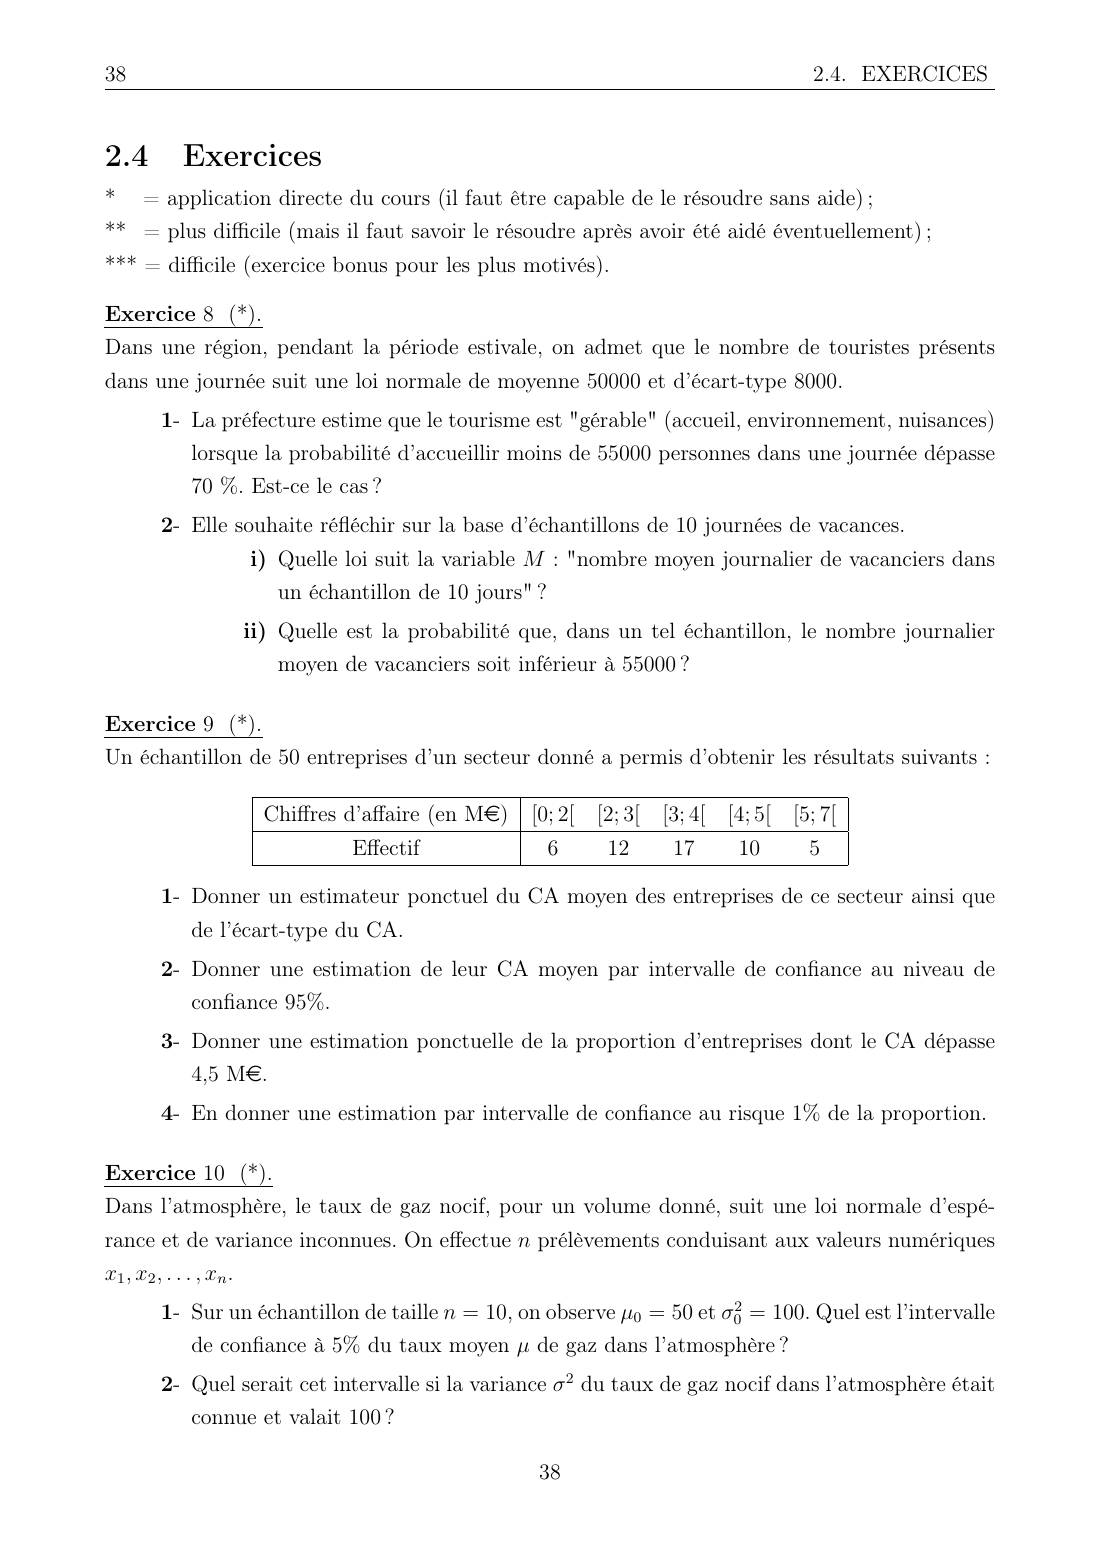 38 2.4. EXERCICES
2.4 Exercices
* = application directe du cours (il faut être capable de le résoudre sans aide) ;
** = plus difficile (mais il faut savoir le résoudre après avoir été aidé éventuellement) ;
*** = difficile (exercice bonus pour les plus motivés).
Exercice 8 (*).
Dans une région, pendant la période estivale, on admet que le nombre de touristes présents
dans une journée suit une loi normale de moyenne 50000 et d'écart-type 8000.
1- La préfecture estime que le tourisme est "gérable" (accueil, environnement, nuisances)
lorsque la probabilité d'accueillir moins de 55000 personnes dans une journée dépasse
70 %. Est-ce le cas ?
2- Elle souhaite réfléchir sur la base d'échantillons de 10 journées de vacances.
i) Quelle loi suit la variable M : "nombre moyen journalier de vacanciers dans
un échantillon de 10 jours" ?
ii) Quelle est la probabilité que, dans un tel échantillon, le nombre journalier
moyen de vacanciers soit inférieur à 55000 ?
Exercice 9 (*).
Un échantillon de 50 entreprises d'un secteur donné a permis d'obtenir les résultats suivants :
Chiffres d'affaire (en M€) [0; 2[ [2; 3[ [3; 4[ [4; 5[ [5; 7[
Effectif 6 12 17 10 5
1- Donner un estimateur ponctuel du CA moyen des entreprises de ce secteur ainsi que
de l'écart-type du CA.
2- Donner une estimation de leur CA moyen par intervalle de confiance au niveau de
confiance 95%.
3- Donner une estimation ponctuelle de la proportion d'entreprises dont le CA dépasse
4,5 M€.
4- En donner une estimation par intervalle de confiance au risque 1% de la proportion.
Exercice 10 (*).
Dans l'atmosphère, le taux de gaz nocif, pour un volume donné, suit une loi normale d'espé-
rance et de variance inconnues. On effectue n prélèvements conduisant aux valeurs numériques
x₁, x₂, . . . , xₙ.
1- Sur un échantillon de taille n = 10, on observe μ₀ = 50 et σ₀² = 100. Quel est l'intervalle
de confiance à 5% du taux moyen μ de gaz dans l'atmosphère ?
2- Quel serait cet intervalle si la variance σ² du taux de gaz nocif dans l'atmosphère était
connue et valait 100 ?
38